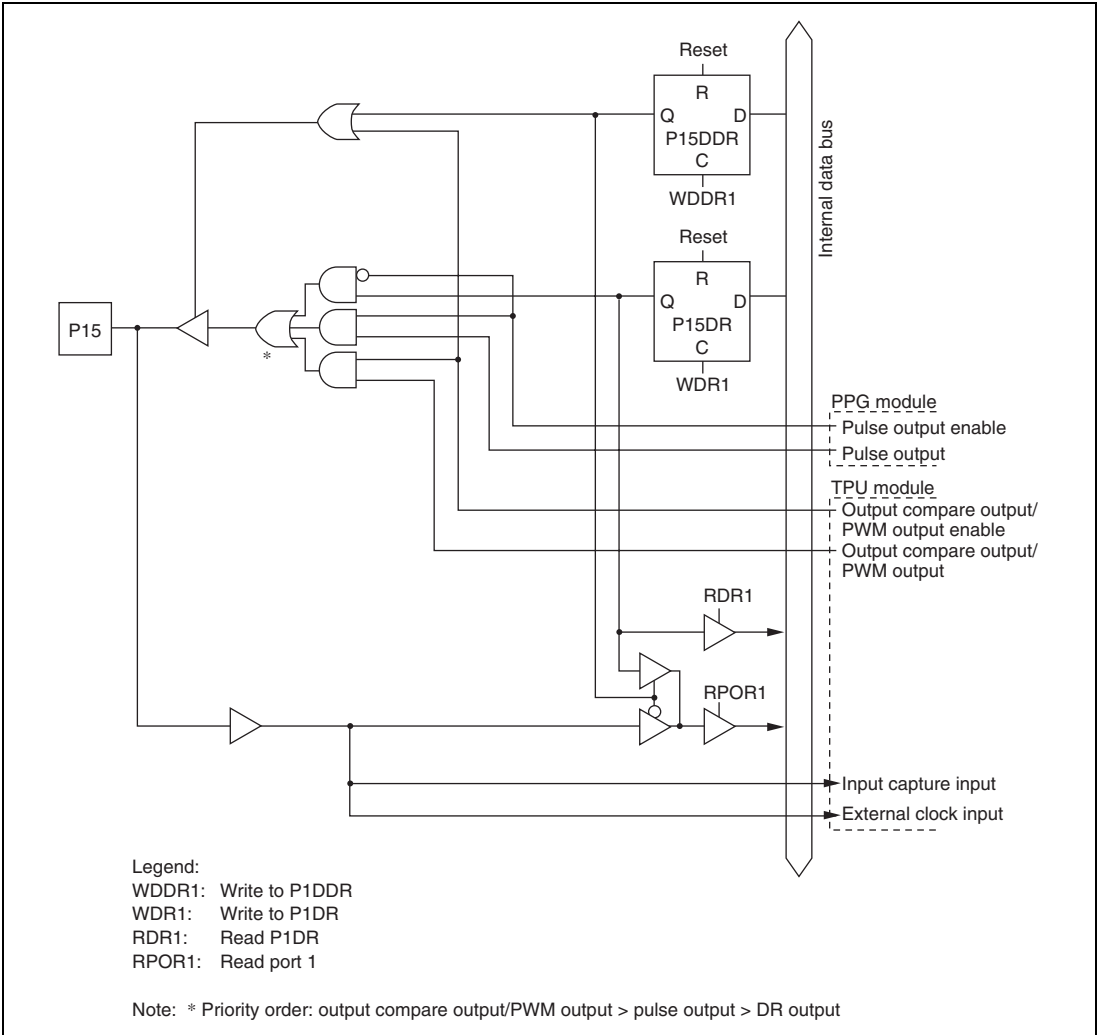 Reset
R
Q D
P15DDR
C
WDDR1
Internal data bus
Reset
R
Q D
P15DR
C
WDR1
P15
*
PPG module
Pulse output enable
Pulse output
TPU module
Output compare output/
PWM output enable
Output compare output/
PWM output
RDR1
RPOR1
Input capture input
External clock input
Legend:
WDDR1: Write to P1DDR
WDR1: Write to P1DR
RDR1: Read P1DR
RPOR1: Read port 1
Note: * Priority order: output compare output/PWM output > pulse output > DR output